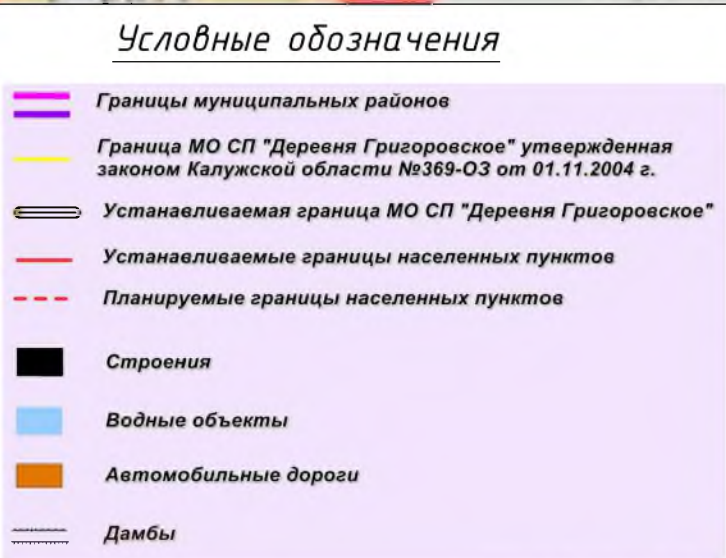 Условные обозначения
Границы муниципальных районов
Граница МО СП "Деревня Григоровское" утвержденная
законом Калужской области №369-ОЗ от 01.11.2004 г.
Устанавливаемая граница МО СП "Деревня Григоровское"
Устанавливаемые границы населенных пунктов
Планируемые границы населенных пунктов
Строения
Водные объекты
Автомобильные дороги
Дамбы